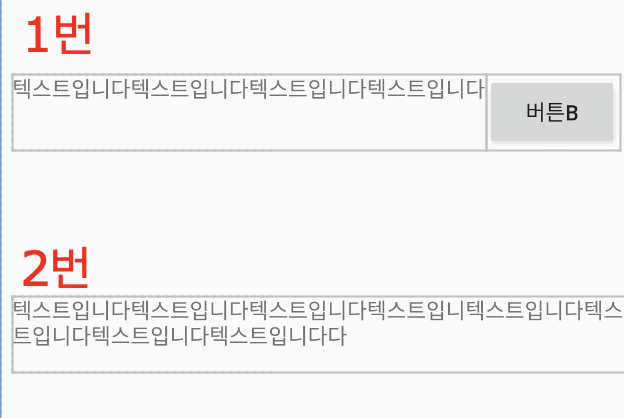 1번
텍스트입니다텍스트입니다텍스트입니다텍스트입니다
버튼B
2번
텍스트입니다텍스트입니다텍스트입니다텍스트입니텍스트입니다텍스
트입니다텍스트입니다텍스트입니다다